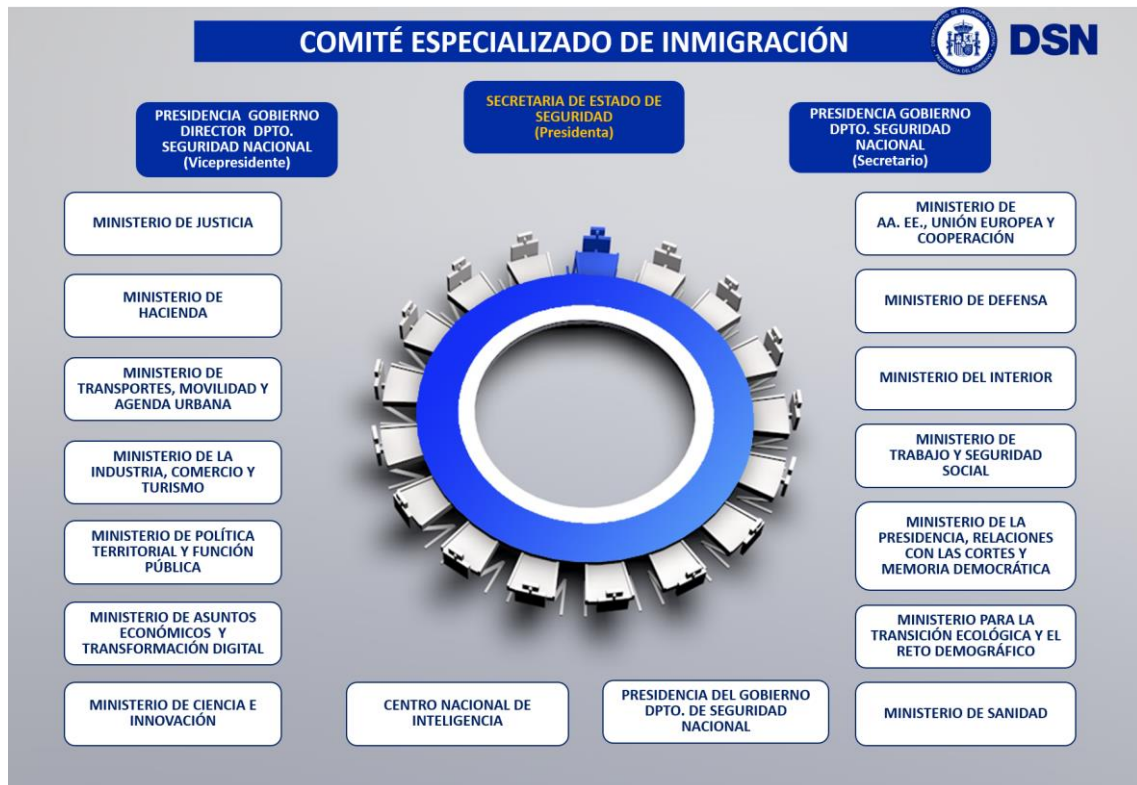 COMITÉ ESPECIALIZADO DE INMIGRACIÓN
DSN
PRESIDENCIA GOBIERNO
DIRECTOR DPTO.
SEGURIDAD NACIONAL
(Vicepresidente)
SECRETARIA DE ESTADO DE
SEGURIDAD
(Presidenta)
PRESIDENCIA GOBIERNO
DPTO. SEGURIDAD
NACIONAL
(Secretario)
MINISTERIO DE JUSTICIA
MINISTERIO DE
HACIENDA
MINISTERIO DE
TRANSPORTES, MOVILIDAD Y
AGENDA URBANA
MINISTERIO DE LA
INDUSTRIA, COMERCIO Y
TURISMO
MINISTERIO DE POLÍTICA
TERRITORIAL Y FUNCIÓN
PÚBLICA
MINISTERIO DE ASUNTOS
ECONÓMICOS Y
TRANSFORMACIÓN DIGITAL
MINISTERIO DE CIENCIA E
INNOVACIÓN
CENTRO NACIONAL DE
INTELIGENCIA
PRESIDENCIA DEL GOBIERNO
DPTO. DE SEGURIDAD
NACIONAL
MINISTERIO DE
AA. EE., UNIÓN EUROPEA Y
COOPERACIÓN
MINISTERIO DE DEFENSA
MINISTERIO DEL INTERIOR
MINISTERIO DE
TRABAJO Y SEGURIDAD
SOCIAL
MINISTERIO DE LA
PRESIDENCIA, RELACIONES
CON LAS CORTES Y
MEMORIA DEMOCRÁTICA
MINISTERIO PARA LA
TRANSICIÓN ECOLÓGICA Y EL
RETO DEMOGRÁFICO
MINISTERIO DE SANIDAD